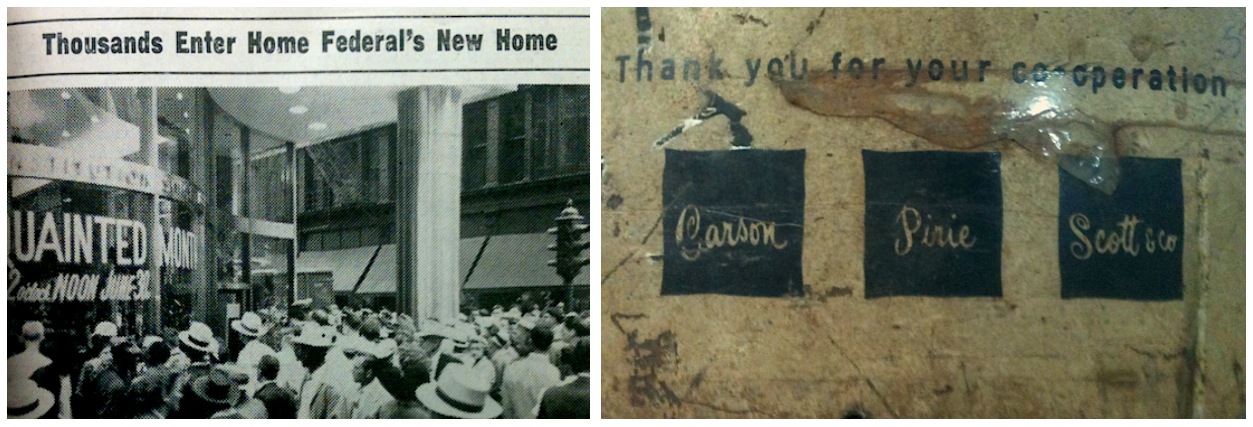 Thousands Enter Home Federal's New Home
UAINTED MONT
NOON JUNE 30
Thank you for your co-operation
Carson
Pirie
Scott & Co